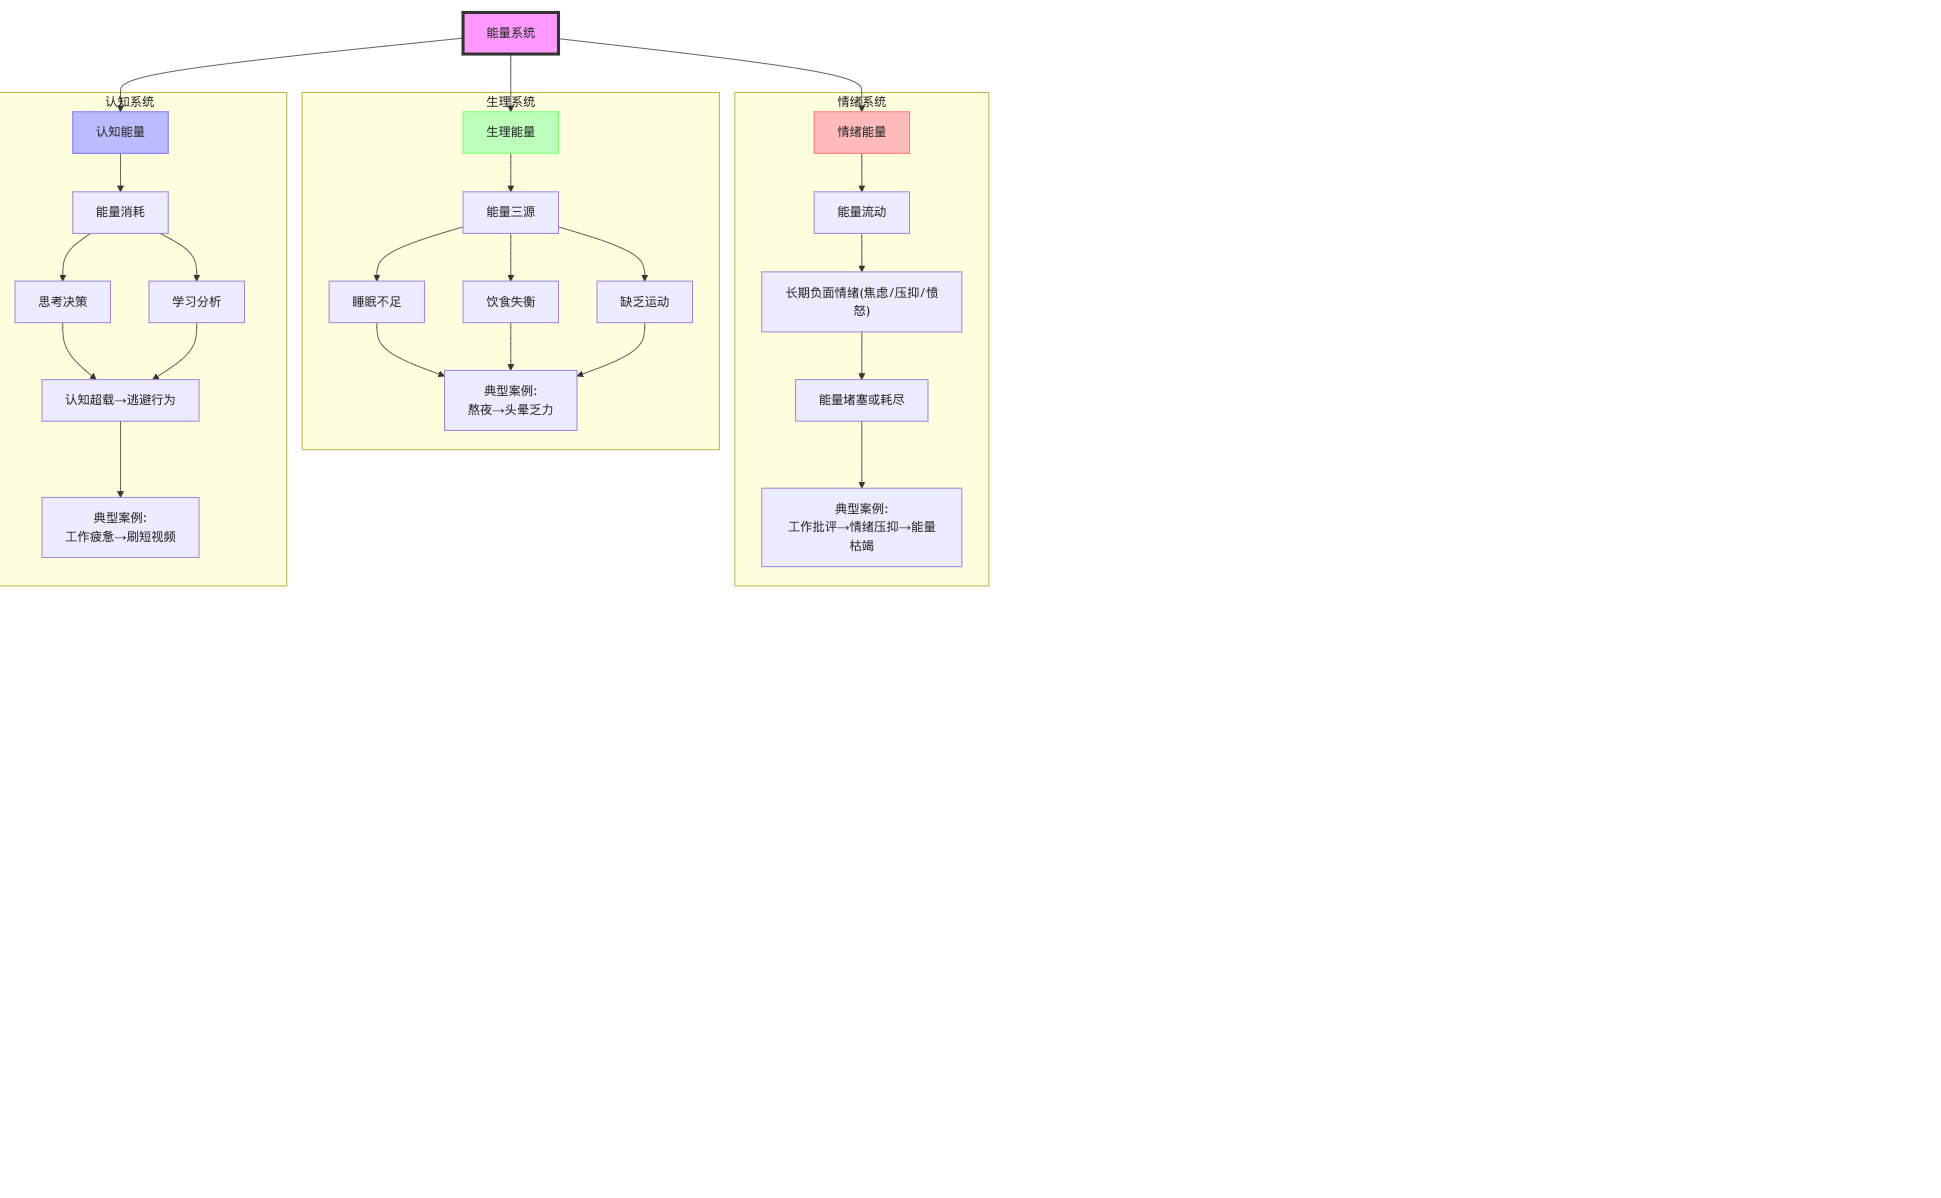 能量系统
认知系统
认知能量
能量消耗
思考决策
学习分析
认知超载→逃避行为
典型案例:
工作疲惫→刷短视频
生理系统
生理能量
能量三源
睡眠不足
饮食失衡
缺乏运动
典型案例:
熬夜→头晕乏力
情绪系统
情绪能量
能量流动
长期负面情绪(焦虑/压抑/愤
怒)
能量堵塞或耗尽
典型案例:
工作批评→情绪压抑→能量
枯竭